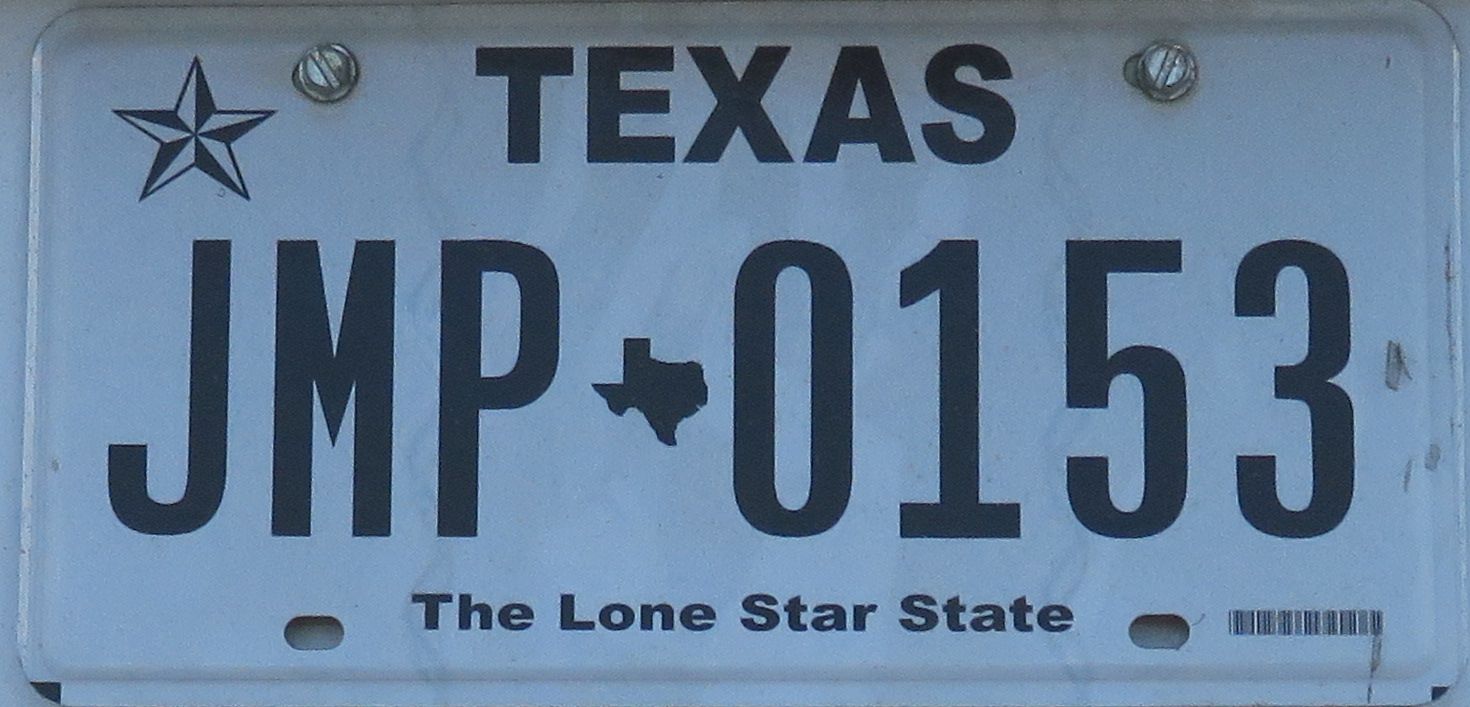 TEXAS
JMP 0153
The Lone Star State